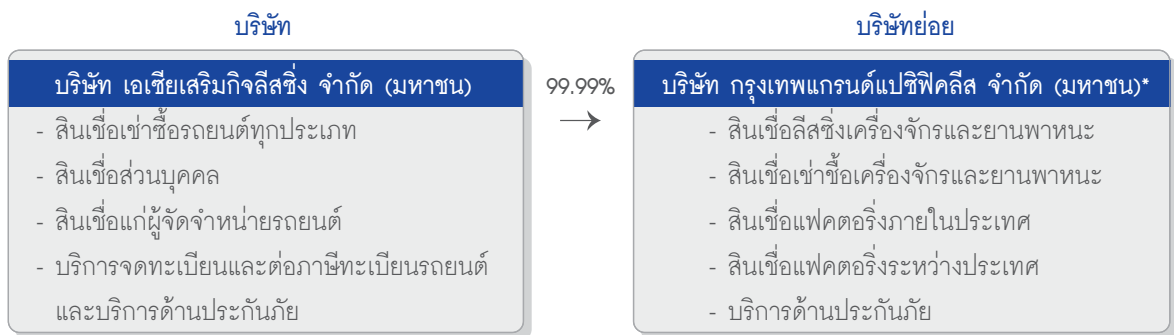 บริษัท
บริษัท เอเซียเสริมกิจลีสซิ่ง จำกัด (มหาชน)
- สินเชื่อเช่าซื้อรถยนต์ทุกประเภท
- สินเชื่อส่วนบุคคล
- สินเชื่อแก่ผู้จัดจำหน่ายรถยนต์
- บริการจดทะเบียนและต่อภาษีทะเบียนรถยนต์
และบริการด้านประกันภัย
99.99%
บริษัทย่อย
บริษัท กรุงเทพแกรนด์แปซิฟิคลีส จำกัด (มหาชน)*
- สินเชื่อลีสซิ่งเครื่องจักรและยานพาหนะ
- สินเชื่อเช่าซื้อเครื่องจักรและยานพาหนะ
- สินเชื่อแฟคตอริ่งภายในประเทศ
- สินเชื่อแฟคตอริ่งระหว่างประเทศ
- บริการด้านประกันภัย